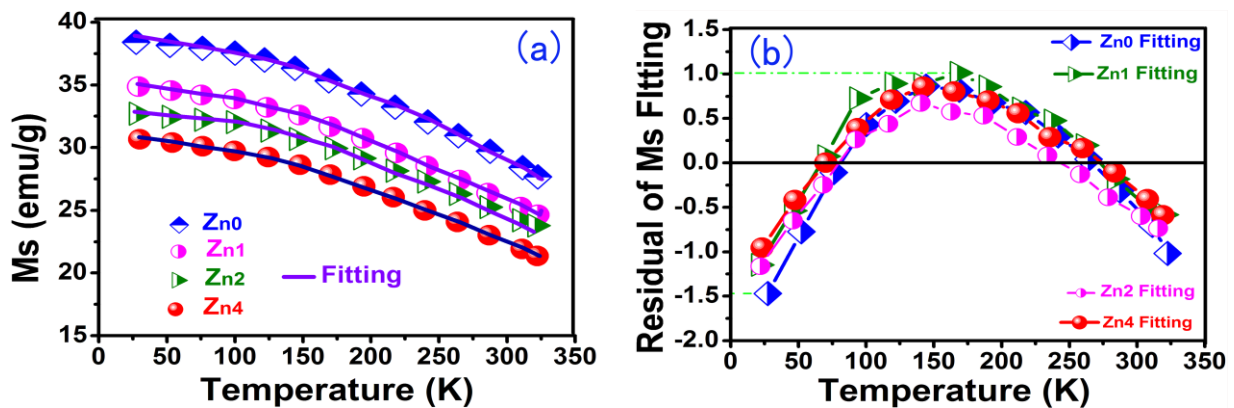 40
35
30
25
20
15
Ms (emu/g)
(a)
Zn0
Zn1
Zn2
Zn4
Fitting
0 50 100 150 200 250 300 350
Temperature (K)
1.5
1.0
0.5
0.0
-0.5
-1.0
-1.5
-2.0
Residual of Ms Fitting
(b)
Zn0 Fitting
Zn1 Fitting
Zn2 Fitting
Zn4 Fitting
0 50 100 150 200 250 300 350
Temperature (K)